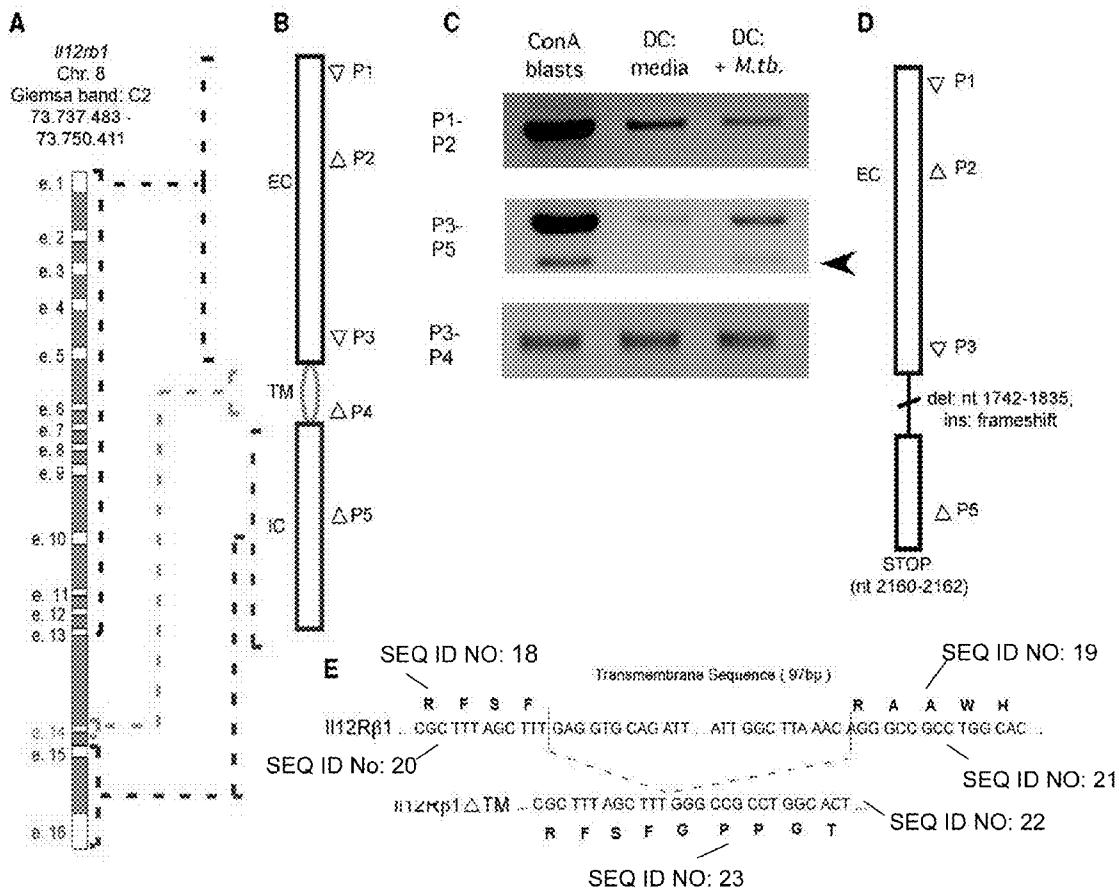 A
Il12rb1
Chr. 8
Giemsa band: C2
73.737.483 -
73.750.411
e. 1
e. 2
e. 3
e. 4
e. 5
e. 6
e. 7
e. 8
e. 9
e. 10
e. 11
e. 12
e. 13
e. 14
e. 15
e. 16
B
P1
P2
EC
P3
TM
P4
IC
P5
C
ConA blasts
DC: media
DC: + M.tb.
P1-P2
P3-P5
P3-P4
D
P1
EC
P2
P3
del: nt 1742-1835,
ins: frameshift
P5
STOP
(nt 2160-2162)
E
SEQ ID NO: 18
Transmembrane Sequence ( 97bp )
SEQ ID NO: 19
R F S F
R A A W H
Il12Rβ1 ... CGC TTT AGC TTT GAG GTG CAG ATT ... ATT GGC TTA AAC AGG GCC GCC TGG CAC ...
SEQ ID No: 20
SEQ ID NO: 21
Il12Rβ1△TM ... CGC TTT AGC TTT GGG CCG CCT GGC ACT ...
SEQ ID NO: 22
R F S F G P P G T
SEQ ID NO: 23